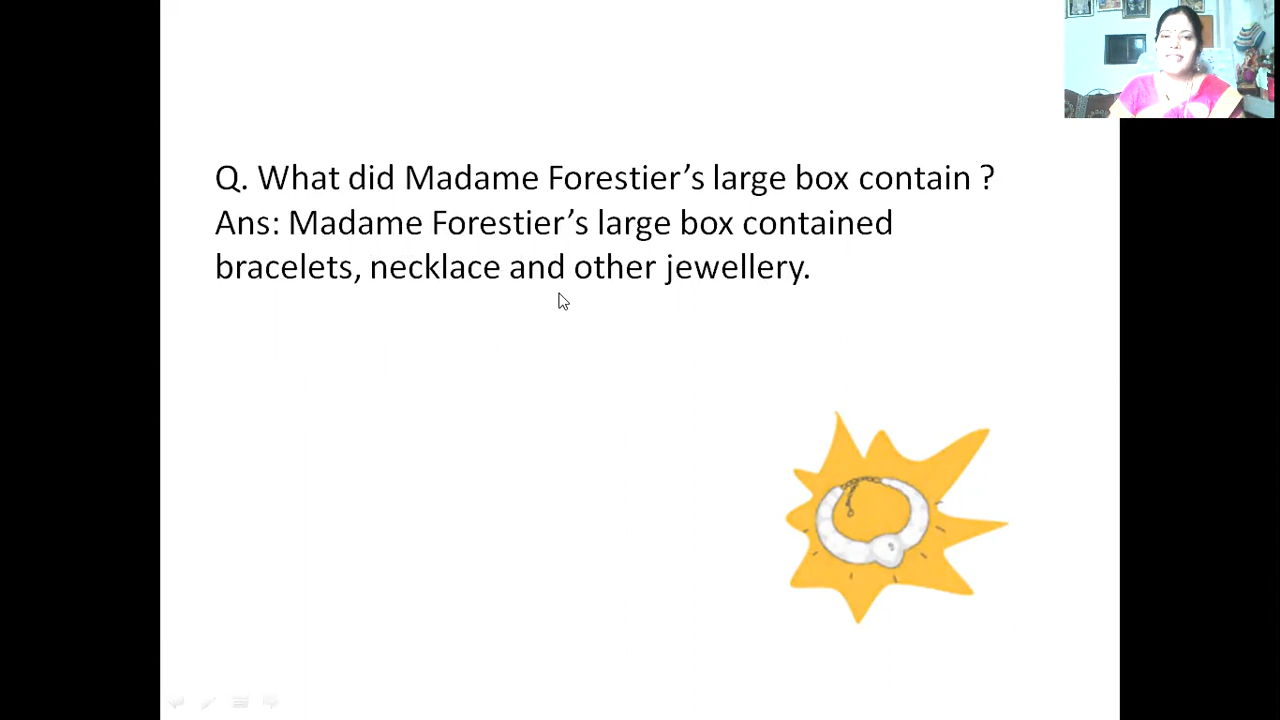 Q. What did Madame Forestier’s large box contain ?
Ans: Madame Forestier’s large box contained
bracelets, necklace and other jewellery.